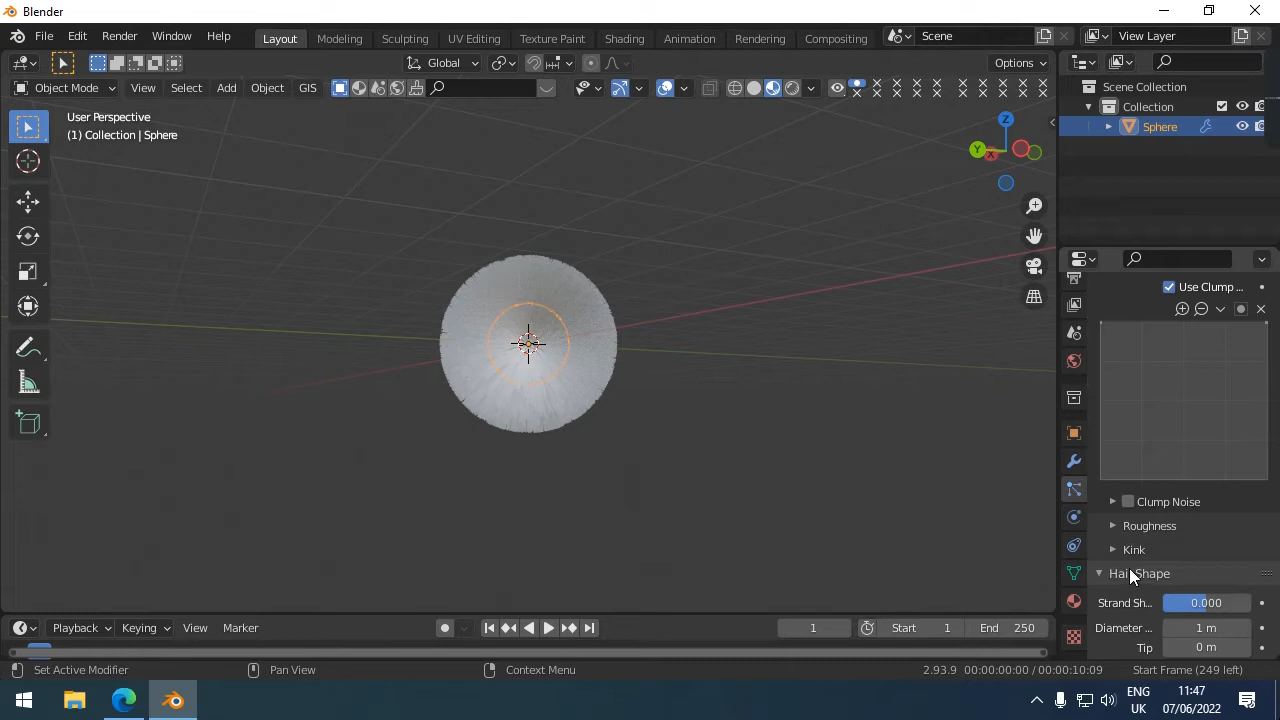 Blender
File Edit Render Window Help Layout Modeling Sculpting UV Editing Texture Paint Shading Animation Rendering Compositing Scene View Layer
Global Options
Object Mode View Select Add Object GIS
User Perspective
(1) Collection | Sphere
Z
Y
X
Scene Collection
Collection
Sphere
Use Clump ...
Clump Noise
Roughness
Kink
Hair Shape
Strand Sh... 0.000
Diameter ... 1 m
Tip 0 m
Playback Keying View Marker 1 Start 1 End 250
Set Active Modifier Pan View Context Menu 2.93.9 00:00:00:00 / 00:00:10:09 Start Frame (249 left)
ENG 11:47
UK 07/06/2022